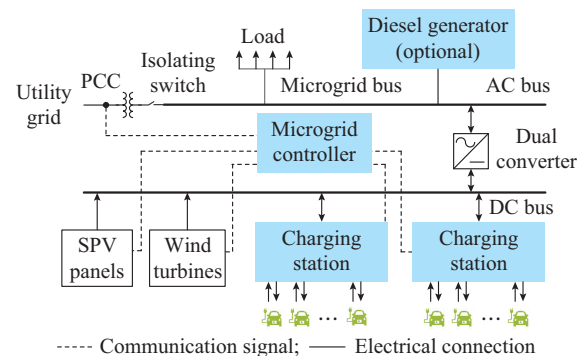 Load
Diesel generator
(optional)
Isolating
switch
PCC
Utility
grid
Microgrid bus
AC bus
Microgrid
controller
Dual
converter
DC bus
SPV
panels
Wind
turbines
Charging
station
Charging
station
...
...
Communication signal;
Electrical connection